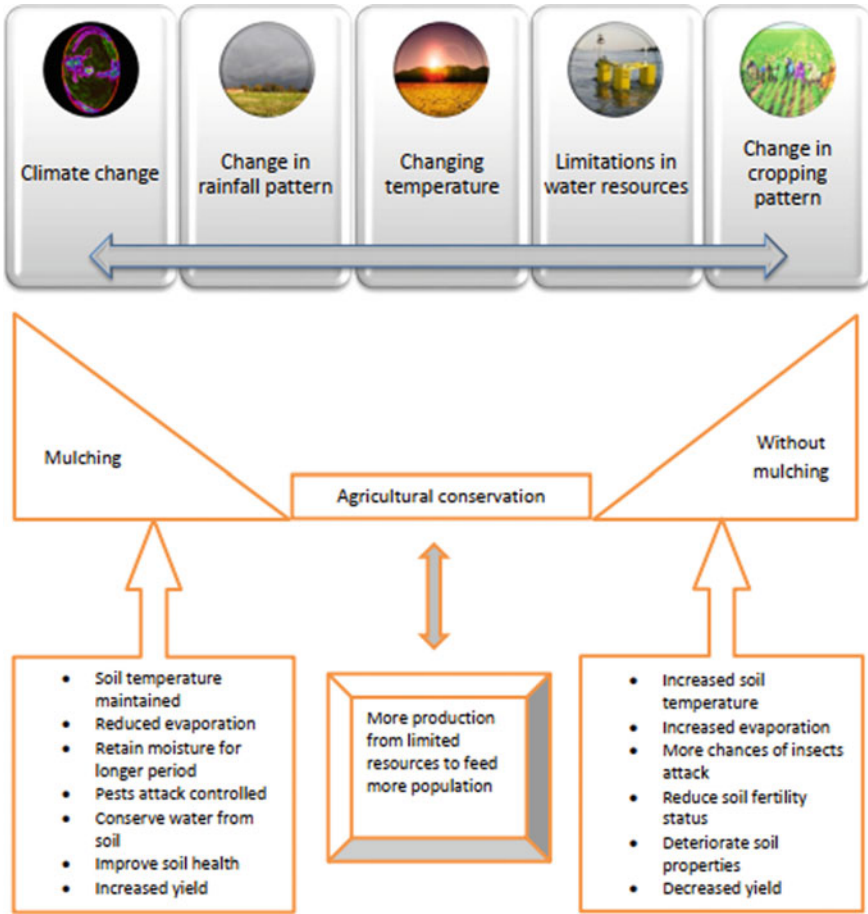 Climate change
Change in
rainfall pattern
Changing
temperature
Limitations in
water resources
Change in
cropping
pattern
Mulching
Agricultural conservation
Without
mulching
• Soil temperature
maintained
• Reduced evaporation
• Retain moisture for
longer period
• Pests attack controlled
• Conserve water from
soil
• Improve soil health
• Increased yield
More production
from limited
resources to feed
more population
• Increased soil
temperature
• Increased evaporation
• More chances of insects
attack
• Reduce soil fertility
status
• Deteriorate soil
properties
• Decreased yield